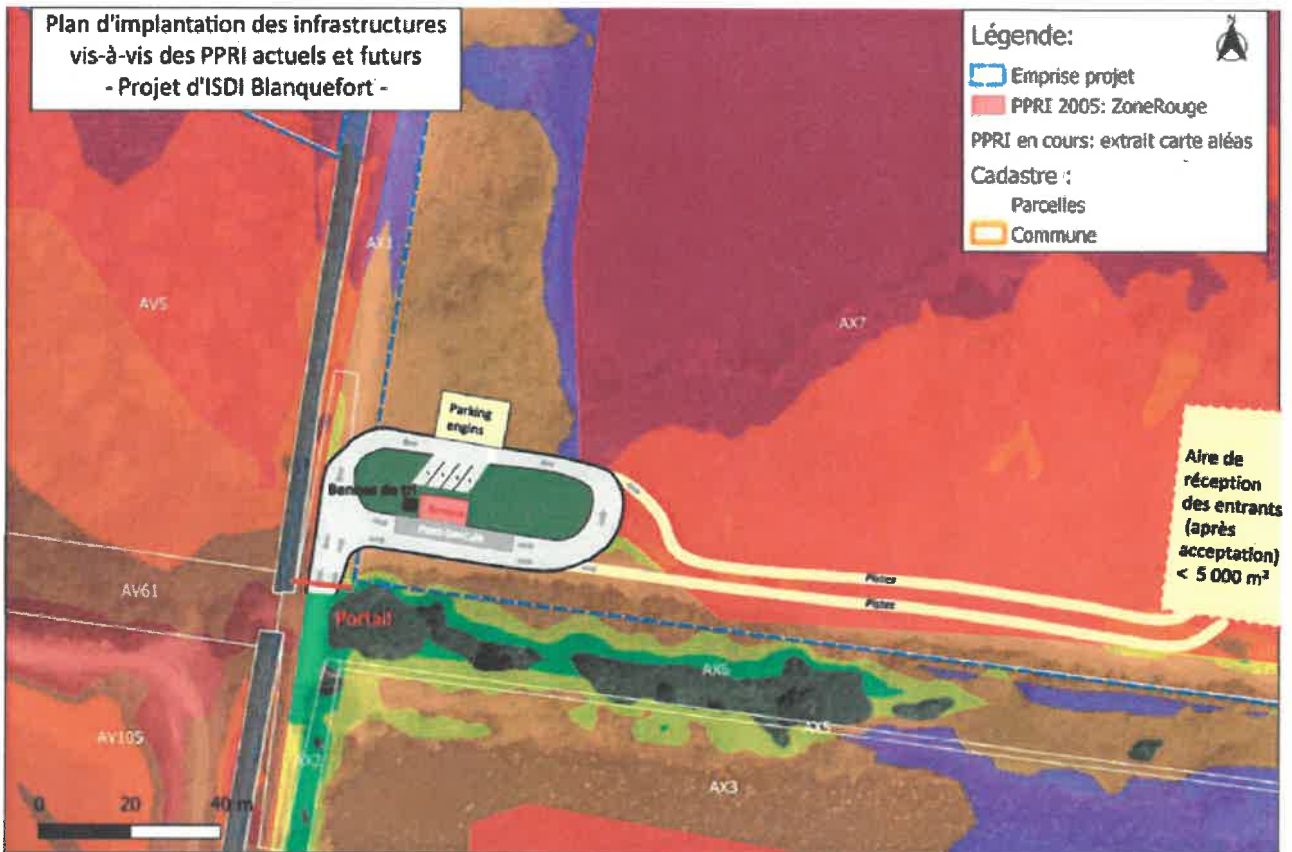 Plan d'implantation des infrastructures
vis-à-vis des PPRI actuels et futurs
- Projet d'ISDI Blanquefort -
Légende:
N
Emprise projet
PPRI 2005: ZoneRouge
PPRI en cours: extrait carte aléas
Cadastre :
Parcelles
Commune
AX1
AV5
AX7
Parking
engins
Aire de
réception
des entrants
(après
acceptation)
< 5 000 m²
Pistes
Pistes
AV61
Portail
AX6
AX5
AV105
AX2
AX3
0 20 40 m